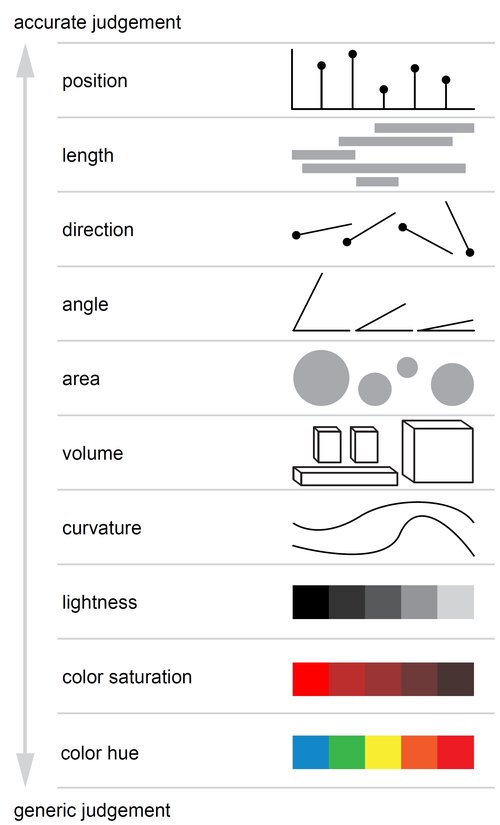 accurate judgement
position
length
direction
angle
area
volume
curvature
lightness
color saturation
color hue
generic judgement